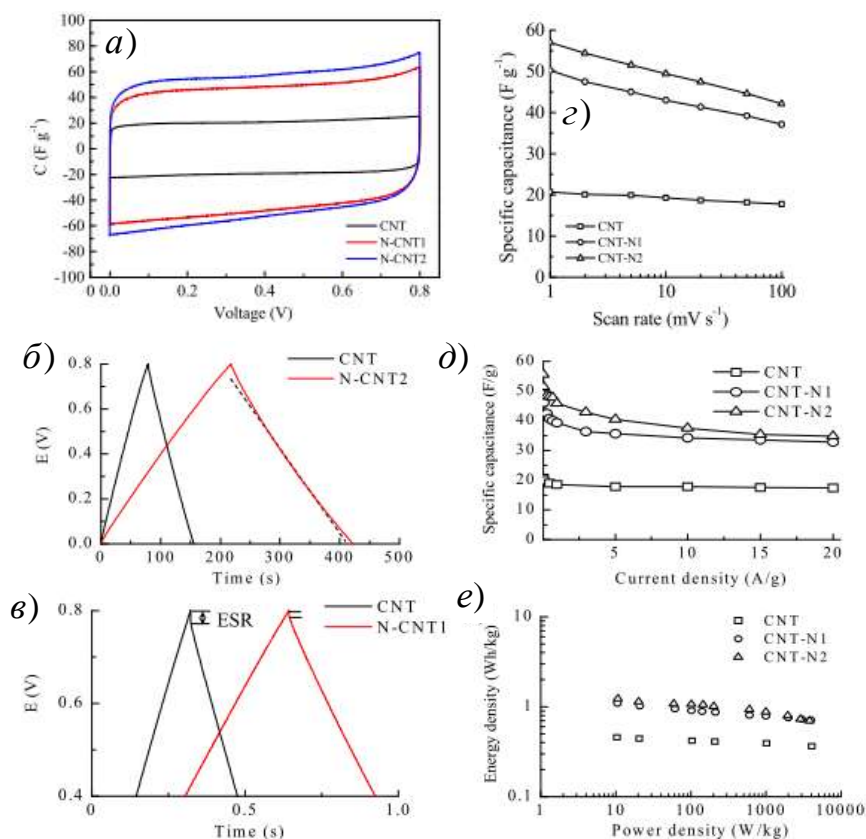 а)
100
80
60
40
20
0
-20
-40
-60
-80
-100
C (F g⁻¹)
0.0
0.2
0.4
0.6
0.8
Voltage (V)
CNT
N-CNT1
N-CNT2
г)
60
50
40
30
20
10
0
Specific capacitance (F g⁻¹)
1
10
100
Scan rate (mV s⁻¹)
CNT
CNT-N1
CNT-N2
б)
0.8
0.6
0.4
0.2
0.0
E (V)
0
100
200
300
400
500
Time (s)
CNT
N-CNT2
д)
60
50
40
30
20
10
0
Specific capacitance (F/g)
5
10
15
20
Current density (A/g)
CNT
CNT-N1
CNT-N2
в)
0.8
0.6
0.4
E (V)
0
0.5
1.0
Time (s)
ESR
CNT
N-CNT1
е)
10
1
0.1
Energy density (Wh/kg)
1
10
100
1000
10000
Power density (W/kg)
CNT
CNT-N1
CNT-N2